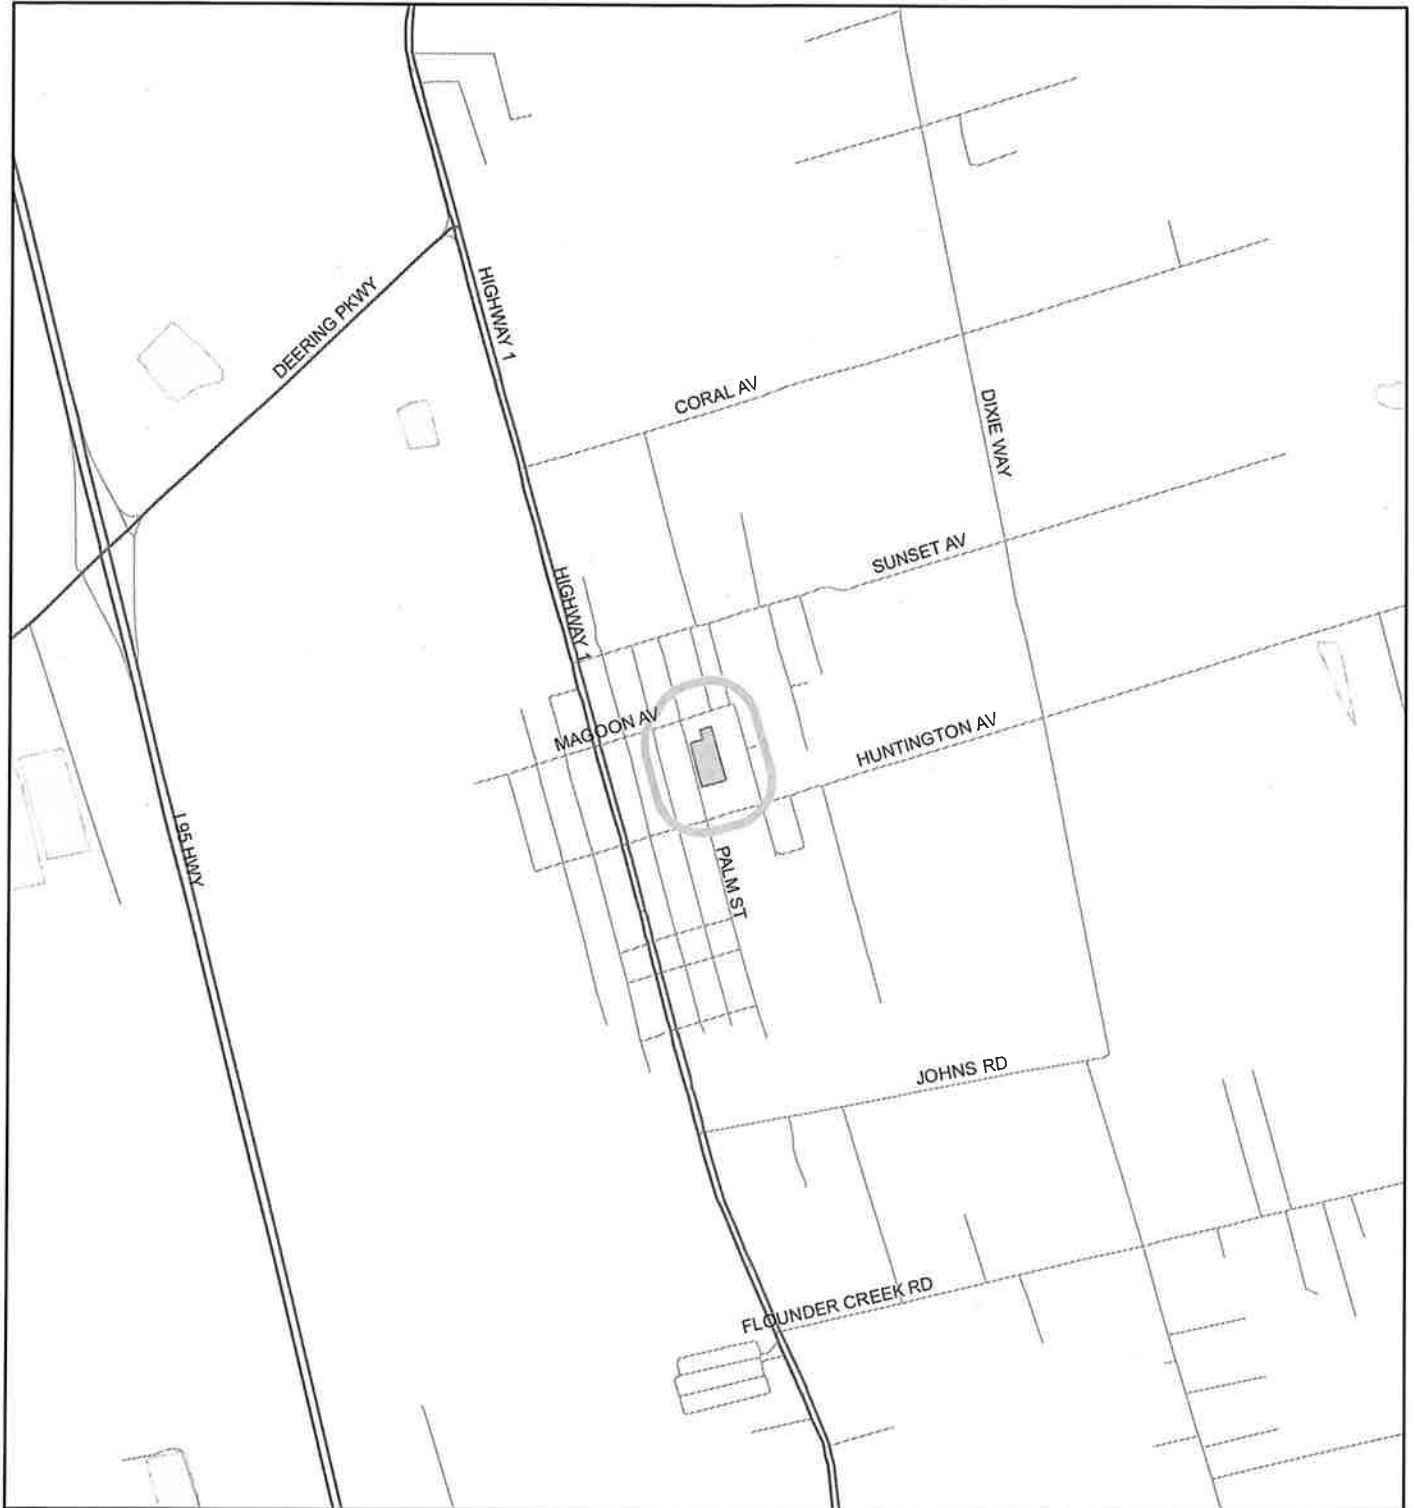 DEERING PKWY
HIGHWAY 1
CORAL AV
DIXIE WAY
SUNSET AV
HIGHWAY 1
MAGOON AV
HUNTINGTON AV
I 95 HWY
PALM ST
JOHNS RD
FLOUNDER CREEK RD